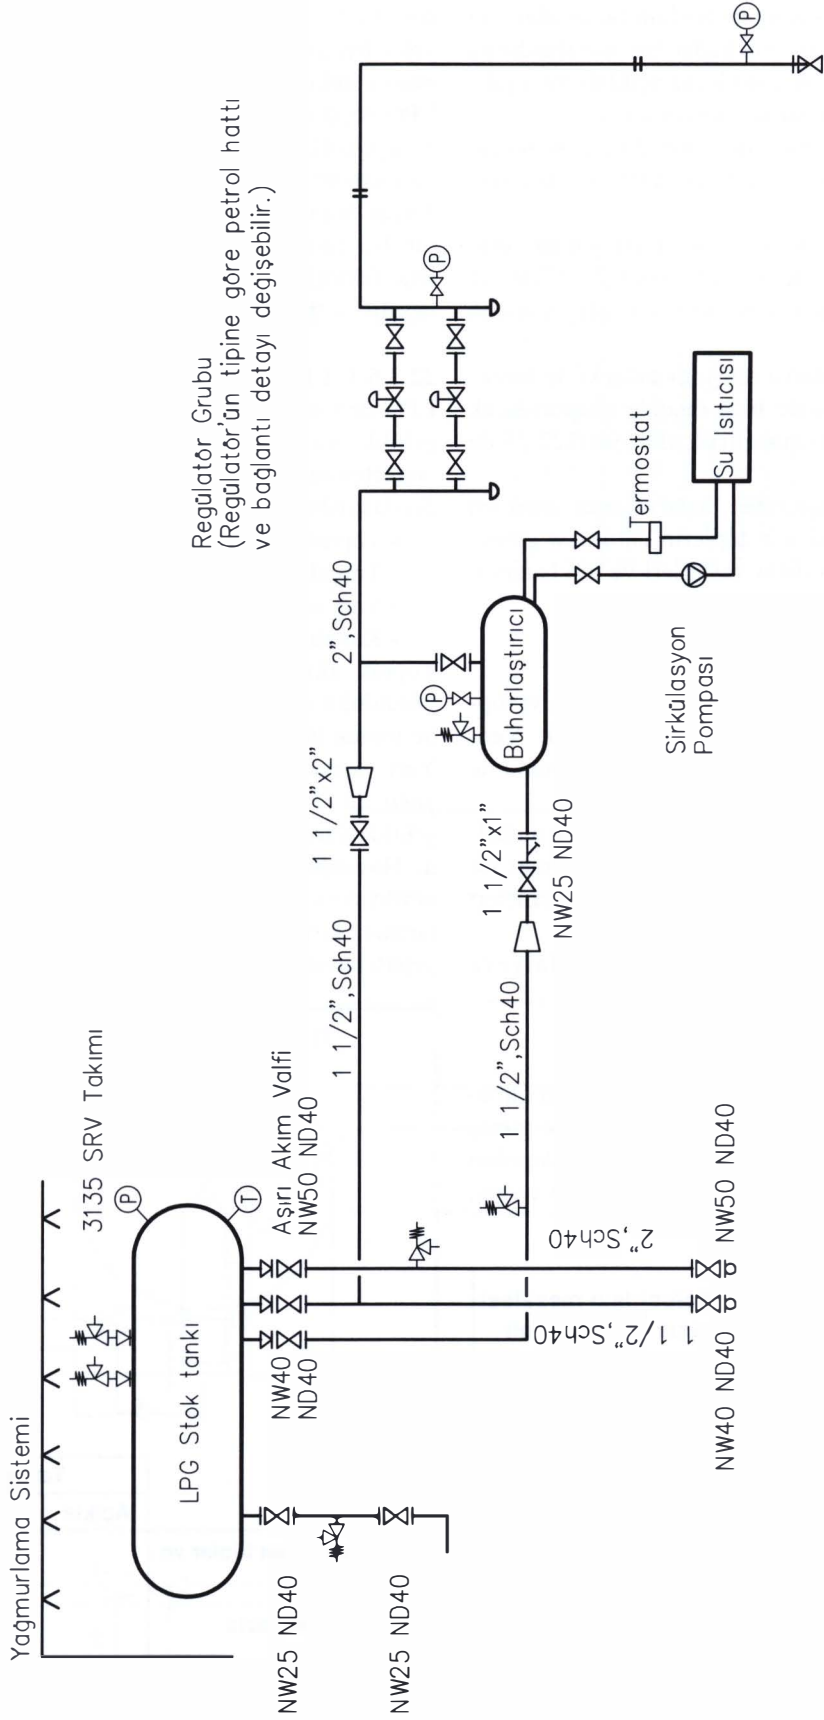 Yağmurlama Sistemi
3135 SRV Takımı
P
T
LPG Stok tankı
Aşırı Akım Valfi
NW50 ND40
NW40
ND40
NW25 ND40
NW25 ND40
2",Sch40
1 1/2",Sch40
NW50 ND40
NW40 ND40
1 1/2",Sch40
1 1/2"x2"
2",Sch40
1 1/2",Sch40
1 1/2"x1"
NW25 ND40
P
Buharlaştırıcı
Regülatör Grubu
(Regülatör'ün tipine göre petrol hattı
ve bağlantı detayı değişebilir.)
P
P
Termostat
Su Isıtıcısı
Sirkülasyon
Pompası